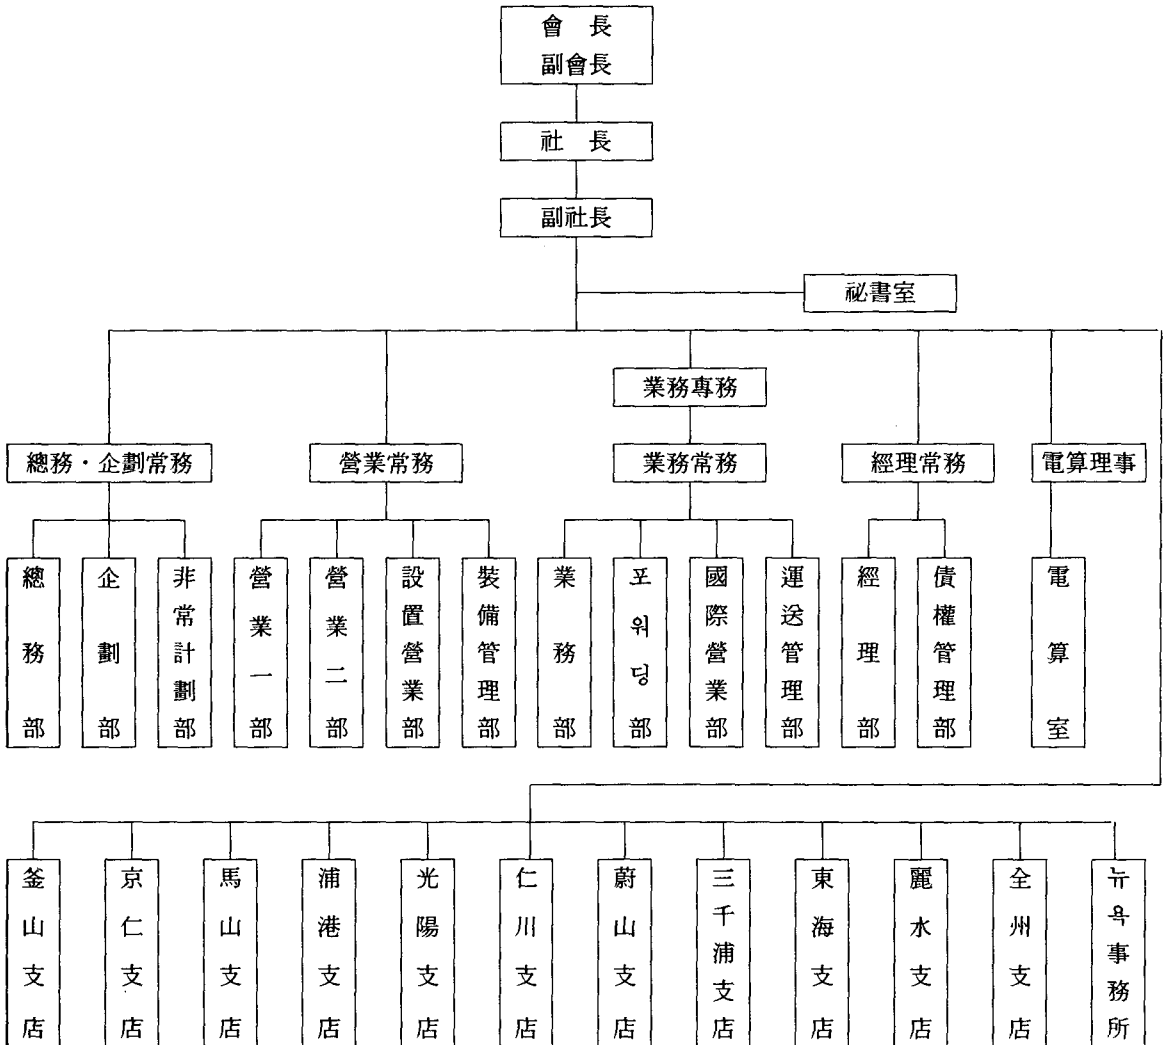 會 長
副會長
社 長
副社長
祕書室
業務專務
總務·企劃常務
營業常務
業務常務
經理常務
電算理事
總務部
企劃部
非常計劃部
營業一部
營業二部
設置營業部
裝備管理部
業務部
포워딩部
國際營業部
運送管理部
經理部
債權管理部
電算室
釜山支店
京仁支店
馬山支店
浦港支店
光陽支店
仁川支店
蔚山支店
三千浦支店
東海支店
麗水支店
全州支店
뉴욕事務所